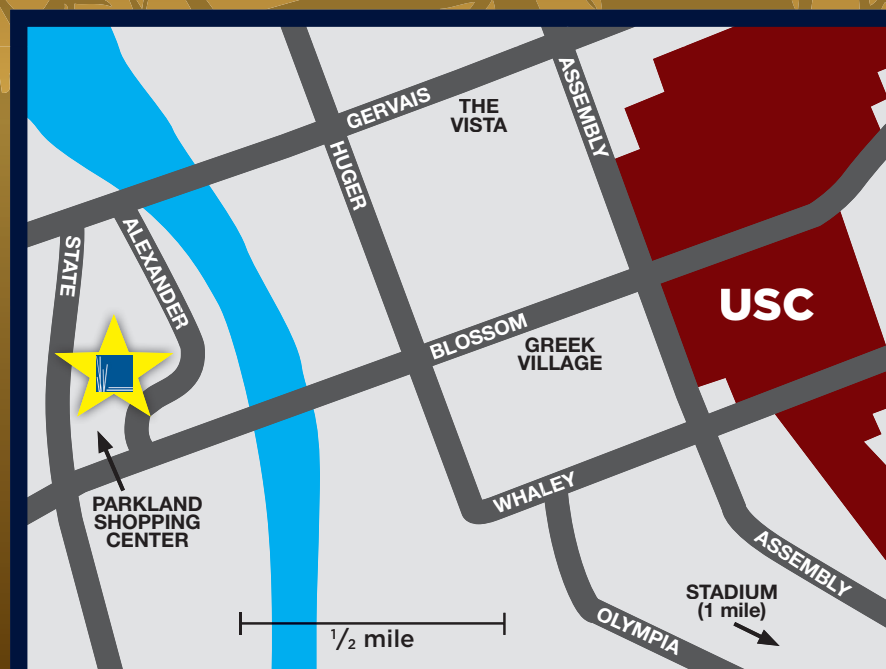 GERVAIS
THE
VISTA
ASSEMBLY
HUGER
STATE
ALEXANDER
USC
BLOSSOM
GREEK
VILLAGE
WHALEY
PARKLAND
SHOPPING
CENTER
ASSEMBLY
STADIUM
(1 mile)
OLYMPIA
1/2 mile